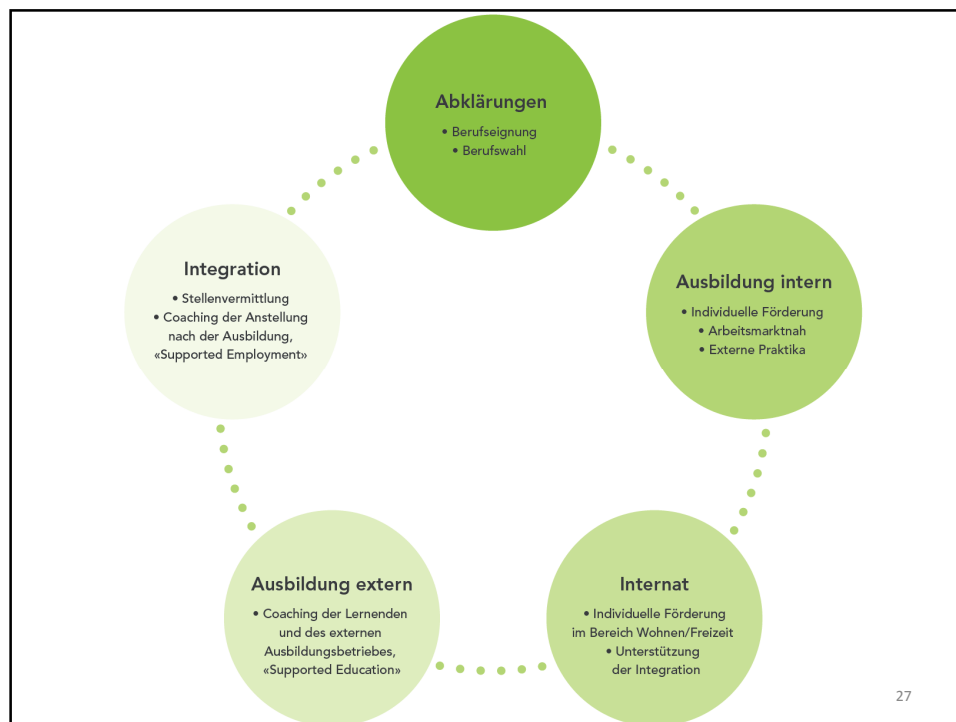 Abklärungen
• Berufseignung
• Berufswahl
Ausbildung intern
• Individuelle Förderung
• Arbeitsmarktnah
• Externe Praktika
Internat
• Individuelle Förderung
im Bereich Wohnen/Freizeit
• Unterstützung
der Integration
Ausbildung extern
• Coaching der Lernenden
und des externen
Ausbildungsbetriebes,
«Supported Education»
Integration
• Stellenvermittlung
• Coaching der Anstellung
nach der Ausbildung,
«Supported Employment»
27